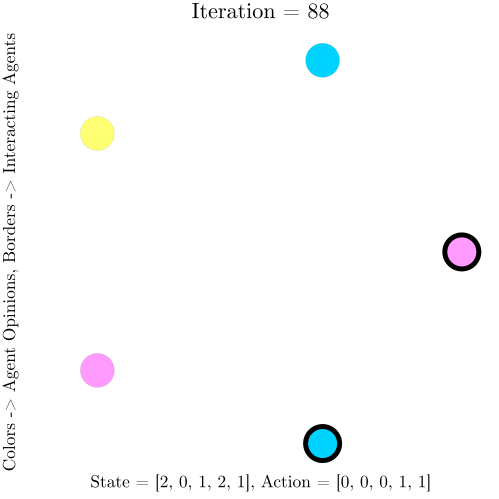 Iteration = 88
Colors -> Agent Opinions, Borders -> Interacting Agents
State = [2, 0, 1, 2, 1], Action = [0, 0, 0, 1, 1]